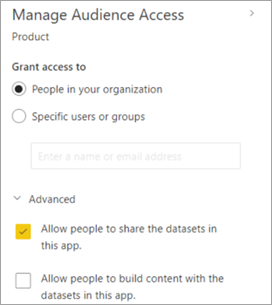 Manage Audience Access
Product
Grant access to
People in your organization
Specific users or groups
Enter a name or email address
Advanced
Allow people to share the datasets in
this app.
Allow people to build content with the
datasets in this app.